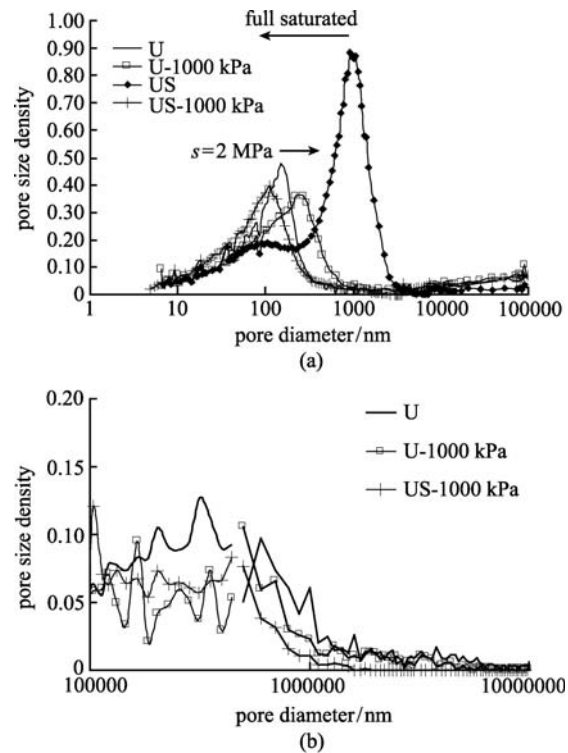 full saturated
U
U-1000 kPa
US
US-1000 kPa
s=2 MPa
pore size density
0.90
0.80
0.70
0.60
0.50
0.40
0.30
0.20
0.10
0.00
1 10 100 1000 10000 100000
pore diameter/nm
(a)
U
U-1000 kPa
US-1000 kPa
pore size density
0.20
0.15
0.10
0.05
0
100000 1000000 10000000
pore diameter/nm
(b)